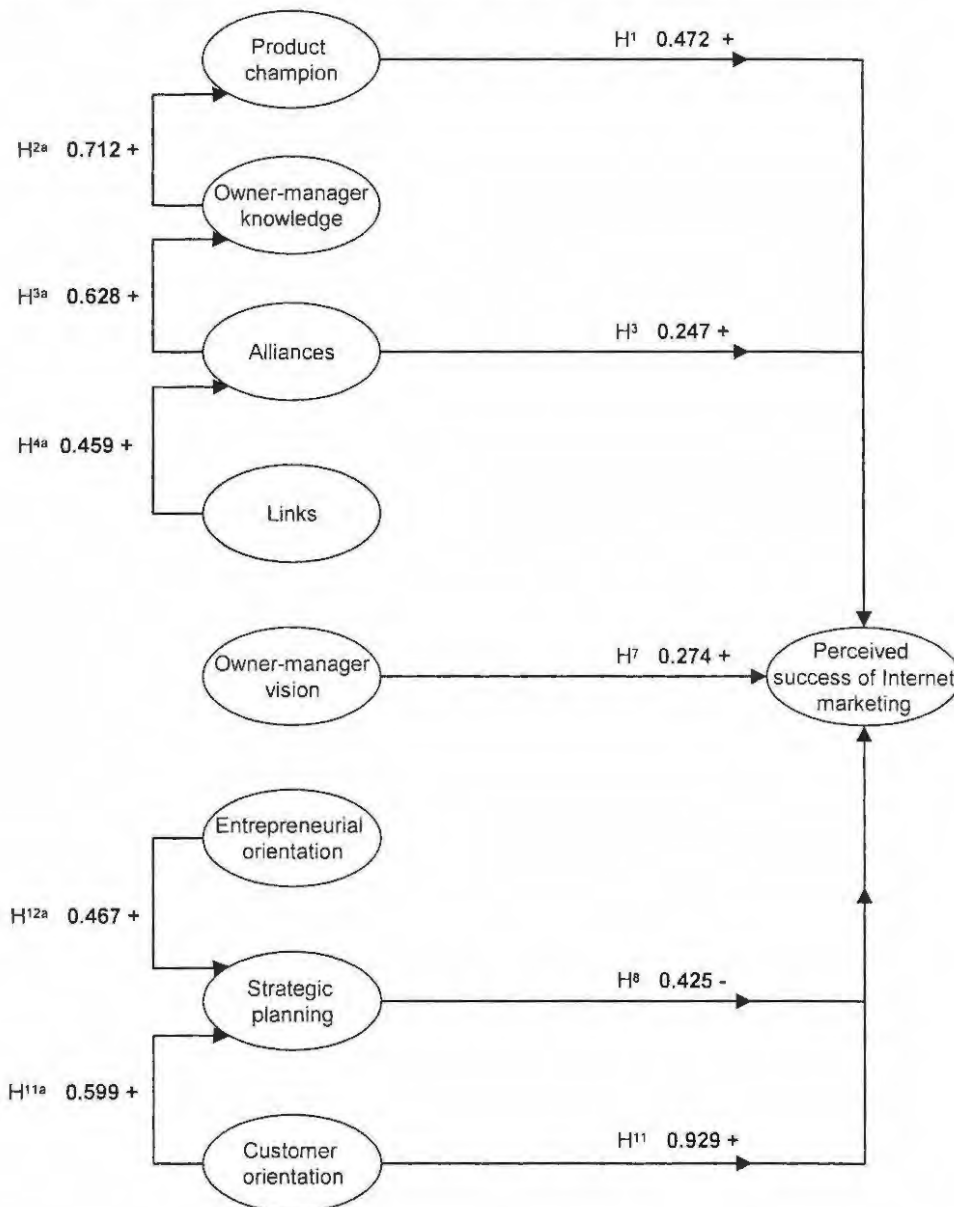 Product
champion
H¹ 0.472 +
H²ᵃ 0.712 +
Owner-manager
knowledge
H³ᵃ 0.628 +
Alliances
H³ 0.247 +
H⁴ᵃ 0.459 +
Links
Owner-manager
vision
H⁷ 0.274 +
Perceived
success of Internet
marketing
Entrepreneurial
orientation
H¹²ᵃ 0.467 +
Strategic
planning
H⁸ 0.425 -
H¹¹ᵃ 0.599 +
Customer
orientation
H¹¹ 0.929 +